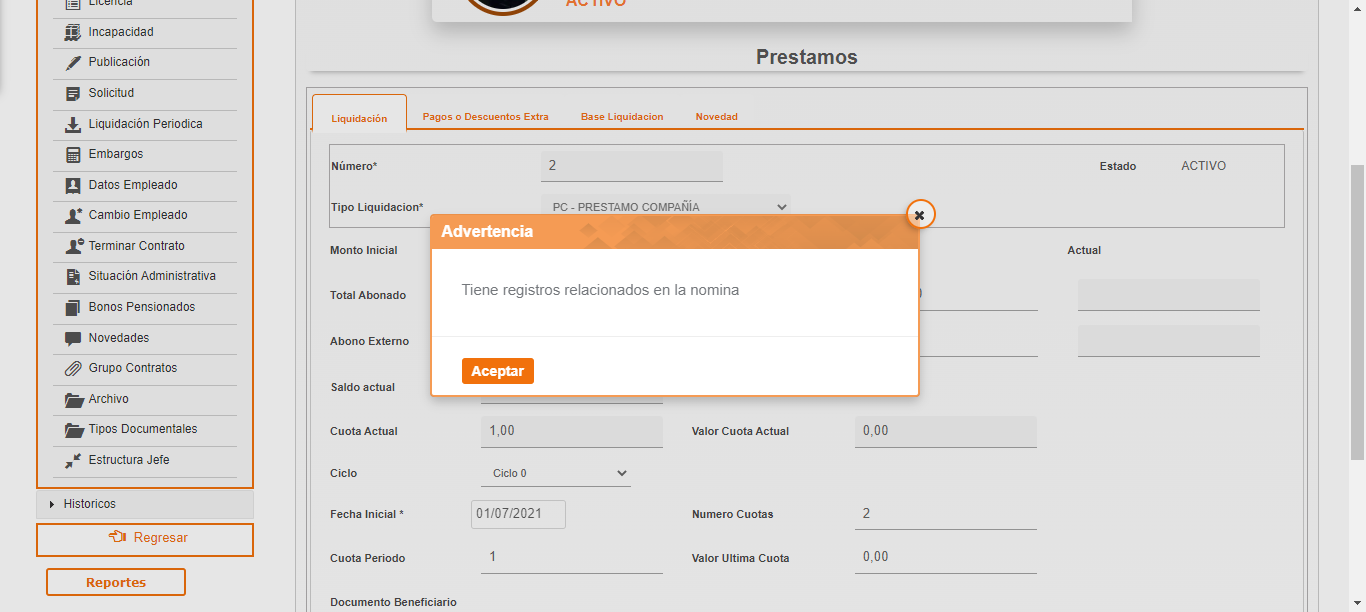 Licencia
Incapacidad
Publicación
Solicitud
Liquidación Periodica
Embargos
Datos Empleado
Cambio Empleado
Terminar Contrato
Situación Administrativa
Bonos Pensionados
Novedades
Grupo Contratos
Archivo
Tipos Documentales
Estructura Jefe
Historicos
Regresar
Reportes
ACTIVO
Prestamos
Liquidación Pagos o Descuentos Extra Base Liquidacion Novedad
Número* 2 Estado ACTIVO
Tipo Liquidacion* PC - PRESTAMO COMPAÑÍA
Advertencia
Tiene registros relacionados en la nomina
Aceptar
Monto Inicial Actual
Total Abonado
Abono Externo
Saldo actual
Cuota Actual 1,00 Valor Cuota Actual 0,00
Ciclo Ciclo 0
Fecha Inicial * 01/07/2021 Numero Cuotas 2
Cuota Periodo 1 Valor Ultima Cuota 0,00
Documento Beneficiario